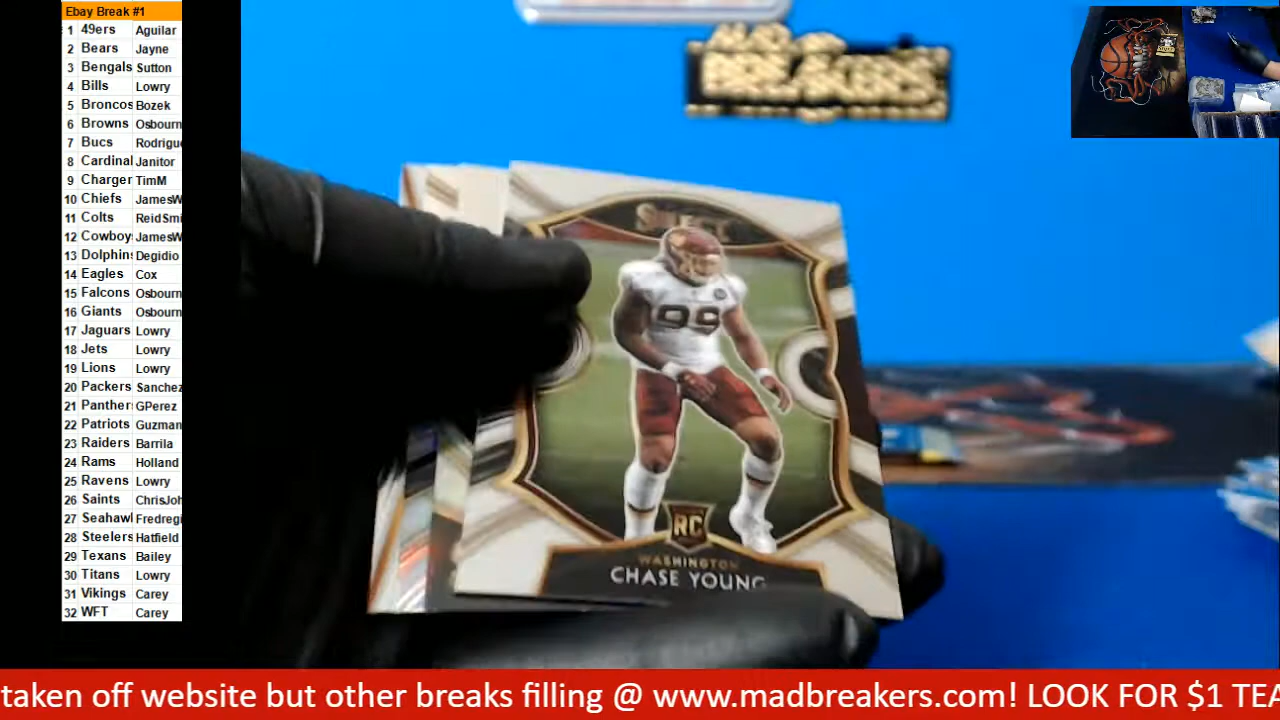 Ebay Break #1
1 49ers Aguilar
2 Bears Jayne
3 Bengals Sutton
4 Bills Lowry
5 Broncos Bozek
6 Browns Osbourn
7 Bucs Rodrigu
8 Cardinal Janitor
9 Charger TimM
10 Chiefs JamesW
11 Colts ReidSmi
12 Cowboy JamesW
13 Dolphins Degidio
14 Eagles Cox
15 Falcons Osbourn
16 Giants Osbourn
17 Jaguars Lowry
18 Jets Lowry
19 Lions Lowry
20 Packers Sanchez
21 Panther GPerez
22 Patriots Guzman
23 Raiders Barrila
24 Rams Holland
25 Ravens Lowry
26 Saints ChrisJoh
27 Seahawl Fredregi
28 Steelers Hatfield
29 Texans Bailey
30 Titans Lowry
31 Vikings Carey
32 WFT Carey
MAD
BREAKERS
SELECT
99
RC
WASHINGTON
CHASE YOUNG
taken off website but other breaks filling @ www.madbreakers.com! LOOK FOR $1 TEA